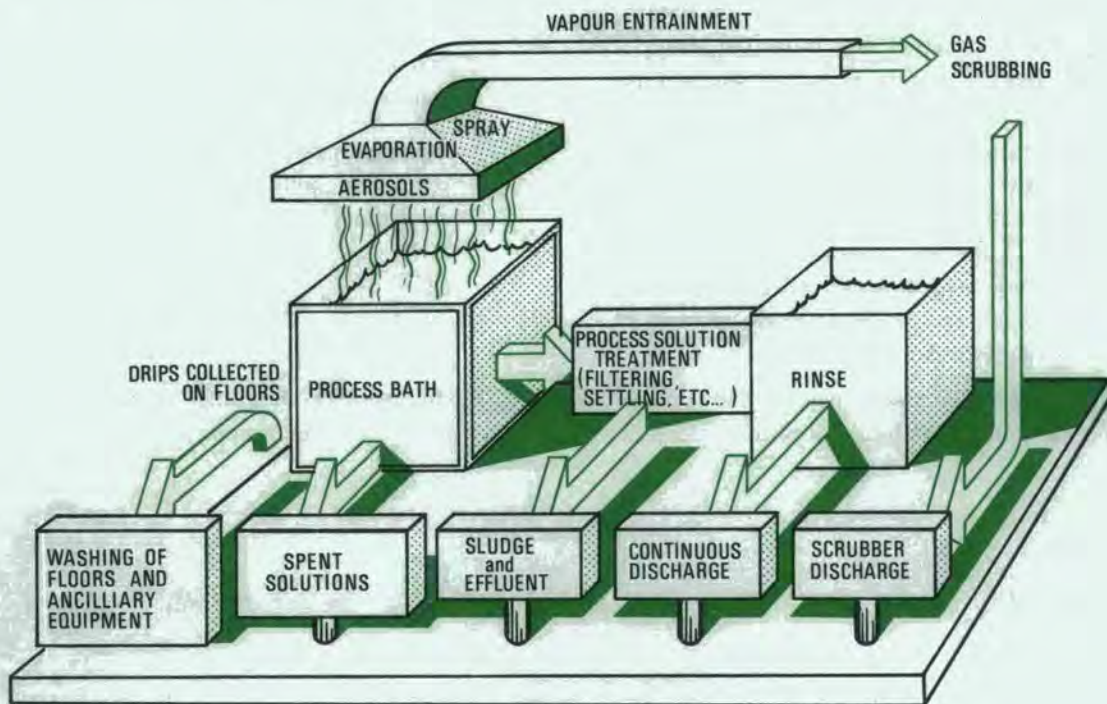 VAPOUR ENTRAINMENT
GAS
SCRUBBING
SPRAY
EVAPORATION
AEROSOLS
DRIPS COLLECTED
ON FLOORS
PROCESS BATH
PROCESS SOLUTION
TREATMENT
(FILTERING,
SETTLING, ETC...)
RINSE
WASHING OF
FLOORS AND
ANCILLIARY
EQUIPMENT
SPENT
SOLUTIONS
SLUDGE
and
EFFLUENT
CONTINUOUS
DISCHARGE
SCRUBBER
DISCHARGE